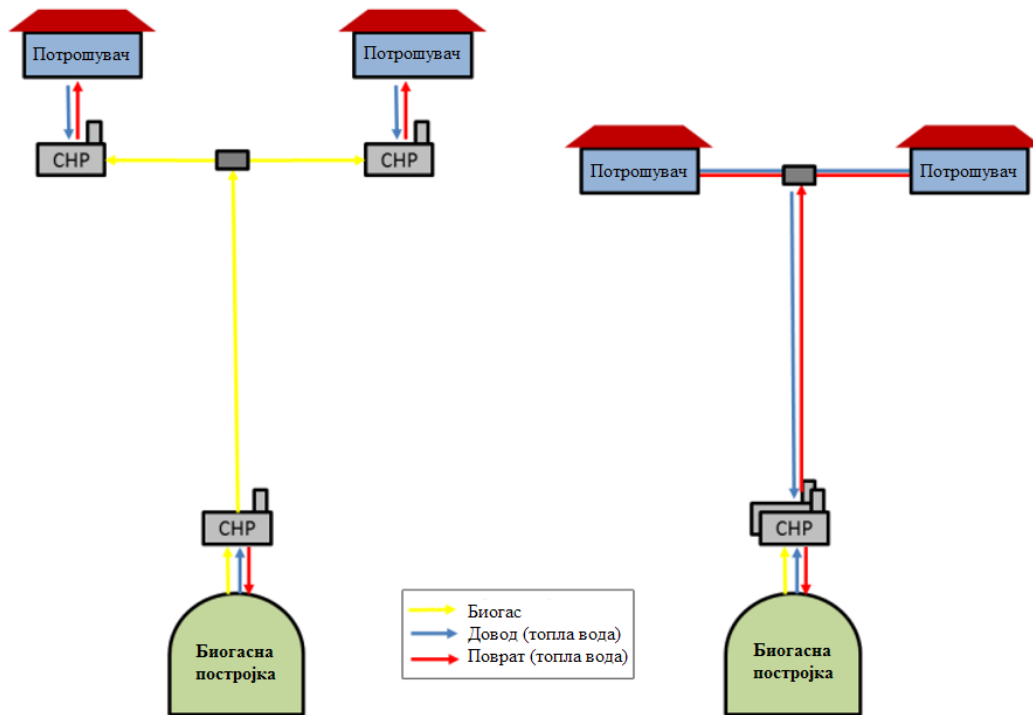 Потрошувач
Потрошувач
CHP
CHP
Потрошувач
Потрошувач
CHP
CHP
Биогас
Довод (топла вода)
Поврат (топла вода)
Биогасна
постројка
Биогасна
постројка